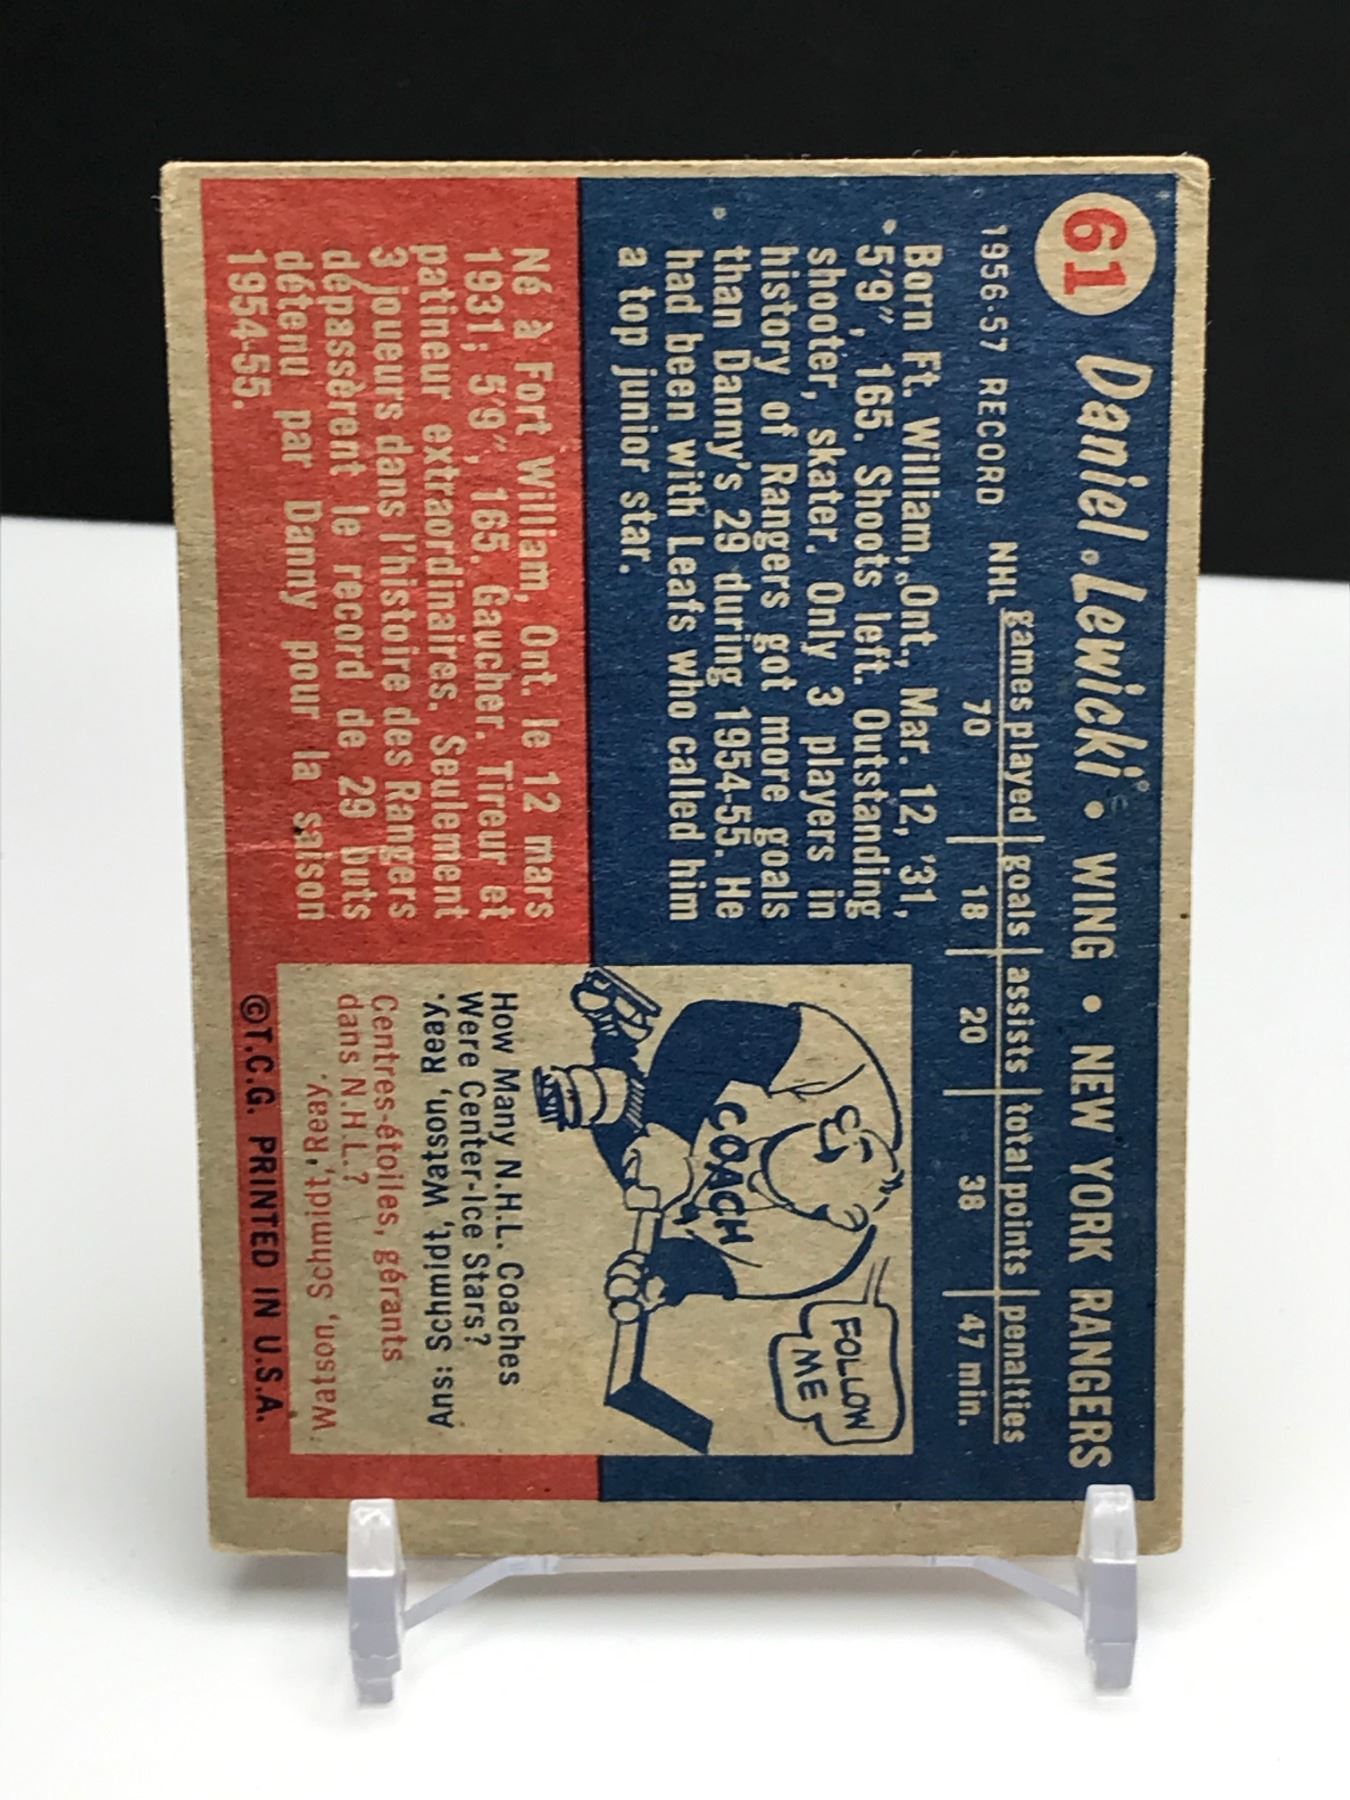 61
Daniel Lewicki • WING • NEW YORK RANGERS
1956-57 RECORD NHL games played goals assists total points penalties
70 18 20 38 47 min.
Born Ft. William, Ont., Mar. 12, '31,
5'9", 165. Shoots left. Outstanding
shooter, skater. Only 3 players in
history of Rangers got more goals
than Danny's 29 during 1954-55. He
had been with Leafs who called him
a top junior star.
Né à Fort William, Ont. le 12 mars
1931; 5'9", 165. Gaucher. Tireur et
patineur extraordinaires. Seulement
3 joueurs dans l'histoire des Rangers
dépassèrent le record de 29 buts
détenu par Danny pour la saison
1954-55.
FOLLOW
ME
COACH
How Many N.H.L. Coaches
Were Center-Ice Stars?
Ans: Schmidt, Watson, Reay.
Centres-étoiles, gérants
dans N.H.L.?
Watson, Schmidt, Reay.
©T.C.G. PRINTED IN U.S.A.